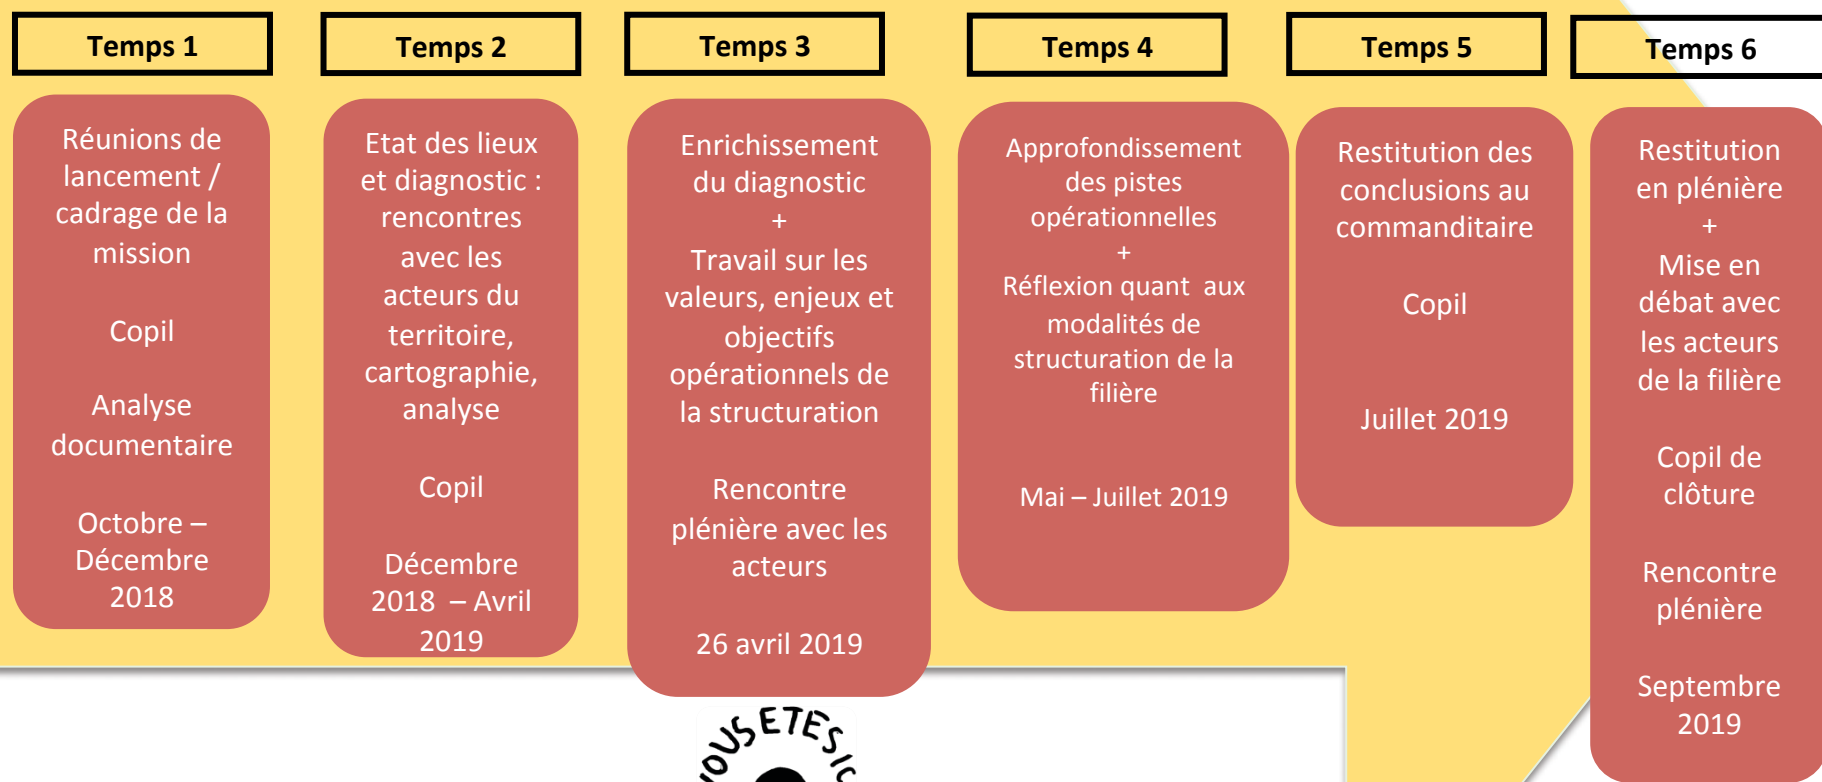 Temps 1
Réunions de
lancement /
cadrage de la
mission
Copil
Analyse
documentaire
Octobre –
Décembre
2018
Temps 2
Etat des lieux
et diagnostic :
rencontres
avec les
acteurs du
territoire,
cartographie,
analyse
Copil
Décembre
2018 – Avril
2019
Temps 3
Enrichissement
du diagnostic
+
Travail sur les
valeurs, enjeux et
objectifs
opérationnels de
la structuration
Rencontre
plénière avec les
acteurs
26 avril 2019
Temps 4
Approfondissement
des pistes
opérationnelles
+
Réflexion quant aux
modalités de
structuration de la
filière
Mai – Juillet 2019
Temps 5
Restitution des
conclusions au
commanditaire
Copil
Juillet 2019
Temps 6
Restitution
en plénière
+
Mise en
débat avec
les acteurs
de la filière
Copil de
clôture
Rencontre
plénière
Septembre
2019
VOUS ETES IC